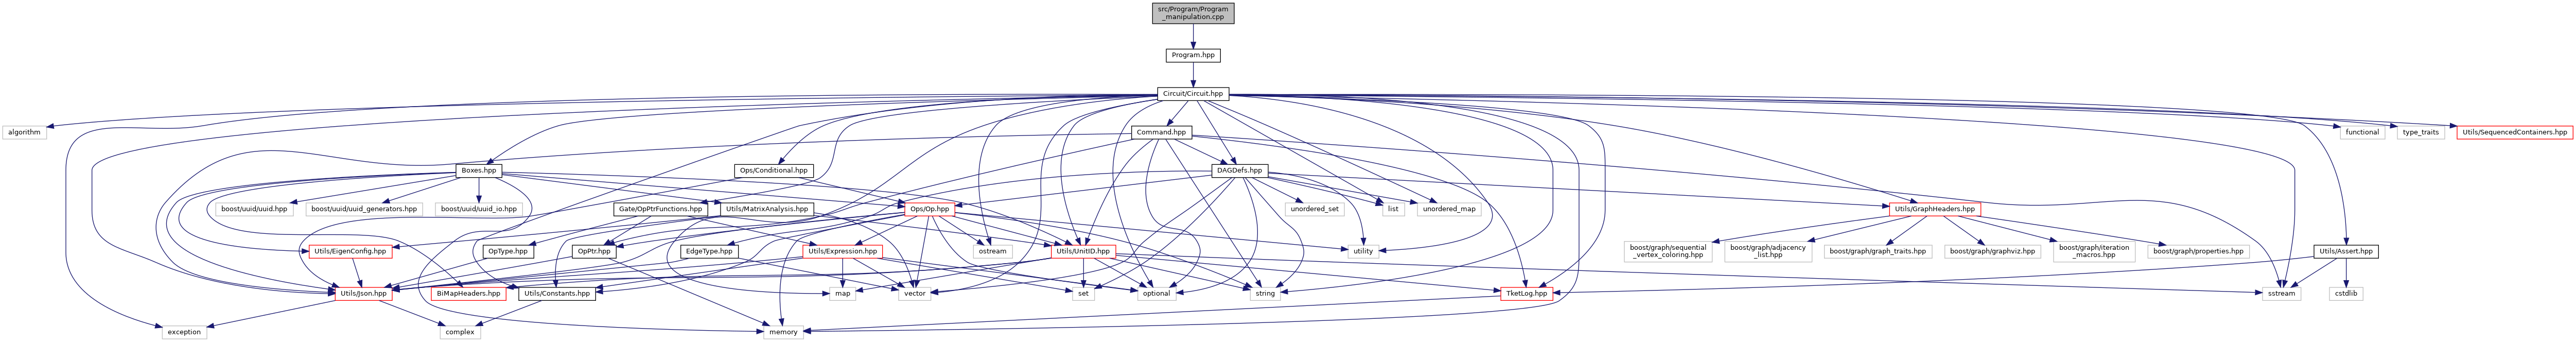 src/Program/Program
_manipulation.cpp
Program.hpp
Circuit/Circuit.hpp
algorithm
Command.hpp
functional
type_traits
Utils/SequencedContainers.hpp
Boxes.hpp
Ops/Conditional.hpp
DAGDefs.hpp
boost/uuid/uuid.hpp
boost/uuid/uuid_generators.hpp
boost/uuid/uuid_io.hpp
Gate/OpPtrFunctions.hpp
Utils/MatrixAnalysis.hpp
Ops/Op.hpp
unordered_set
list
unordered_map
Utils/GraphHeaders.hpp
Utils/EigenConfig.hpp
OpType.hpp
OpPtr.hpp
EdgeType.hpp
Utils/Expression.hpp
ostream
Utils/UnitID.hpp
utility
boost/graph/sequential
_vertex_coloring.hpp
boost/graph/adjacency
_list.hpp
boost/graph/graph_traits.hpp
boost/graph/graphviz.hpp
boost/graph/iteration
_macros.hpp
boost/graph/properties.hpp
Utils/Assert.hpp
Utils/Json.hpp
BiMapHeaders.hpp
Utils/Constants.hpp
map
vector
set
optional
string
TketLog.hpp
sstream
cstdlib
exception
complex
memory